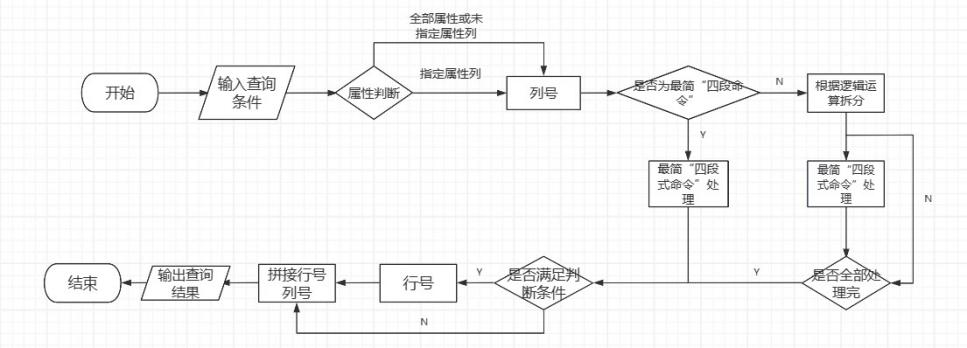 全部属性或未
指定属性列
开始
输入查询
条件
属性判断
指定属性列
列号
是否为最简“四段命
令”
N
根据逻辑运
算拆分
Y
最简“四段
式命令”处
理
最简“四段
式命令”处
理
N
结束
输出查询
结果
拼接行号
列号
行号
Y
是否满足判
断条件
Y
是否全部处
理完
N